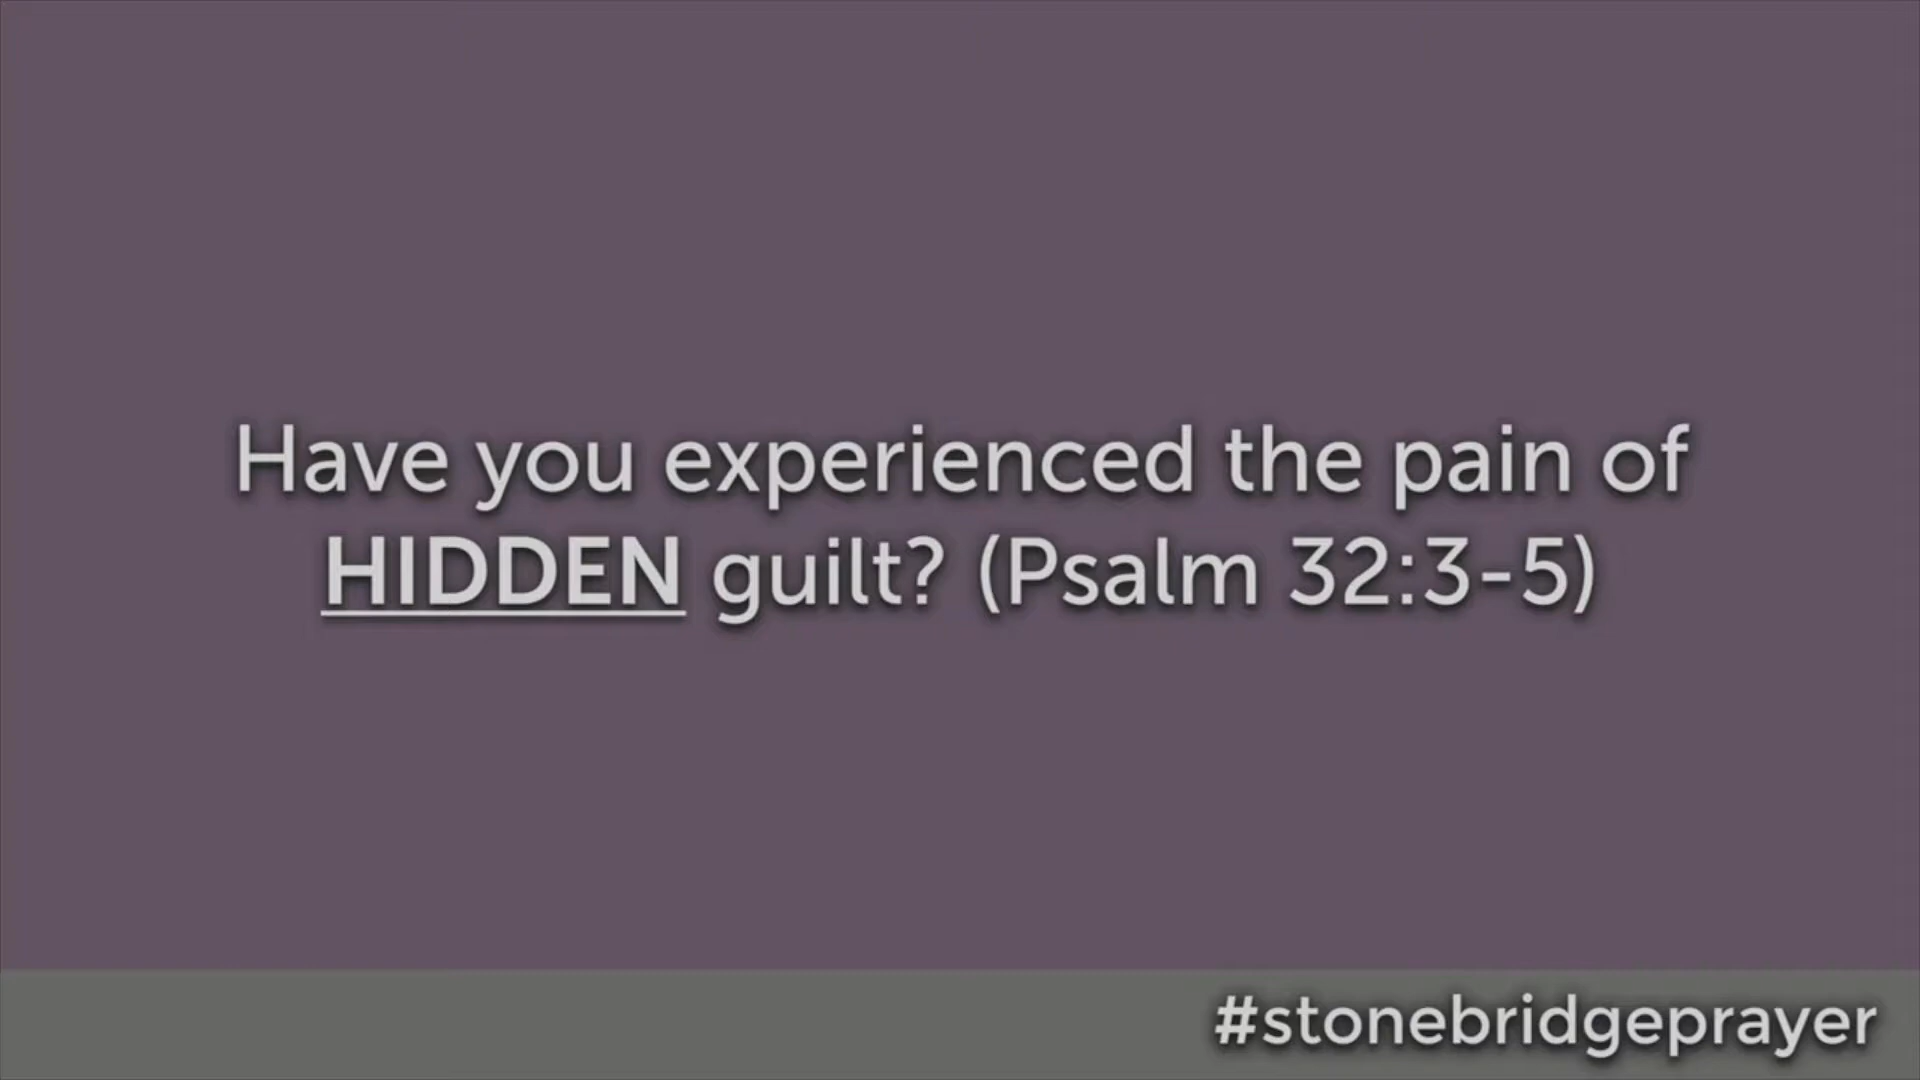 Have you experienced the pain of
HIDDEN guilt? (Psalm 32:3-5)
#stonebridgeprayer